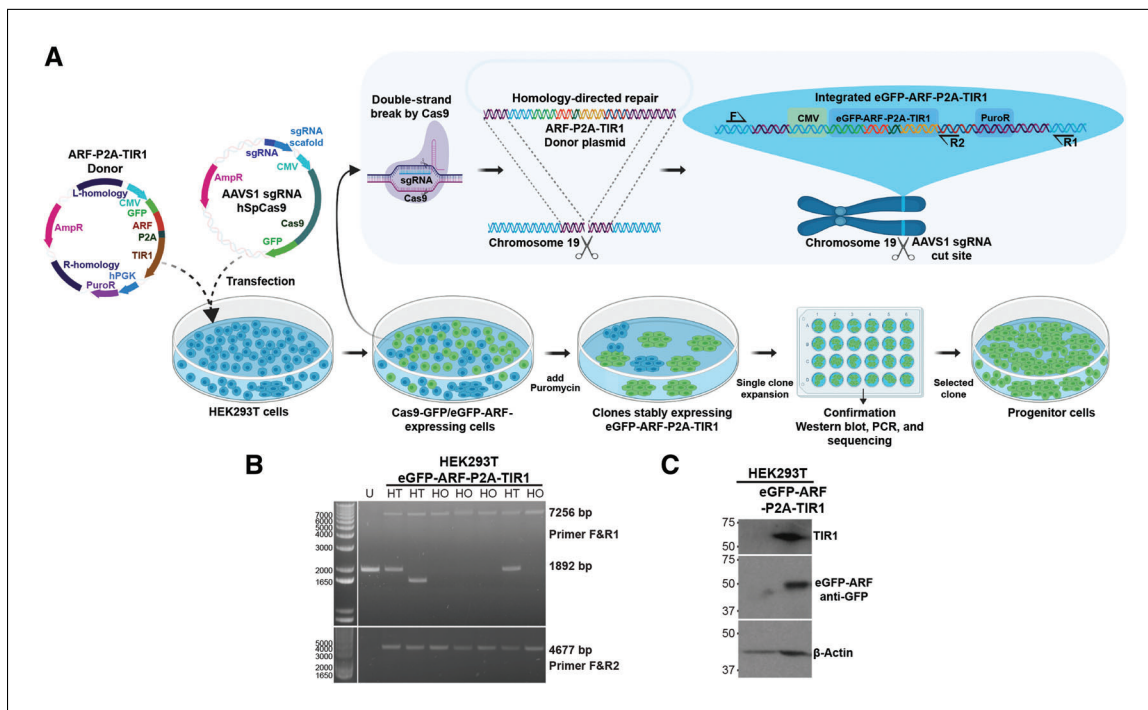 A
ARF-P2A-TIR1
Donor
L-homology
CMV
GFP
ARF
P2A
TIR1
hPGK
PuroR
R-homology
AmpR
sgRNA
scafold
sgRNA
CMV
AmpR
AAVS1 sgRNA
hSpCas9
Cas9
GFP
Transfection
Double-strand
break by Cas9
sgRNA
Cas9
Homology-directed repair
ARF-P2A-TIR1
Donor plasmid
Chromosome 19
Integrated eGFP-ARF-P2A-TIR1
F
CMV
eGFP-ARF-P2A-TIR1
PuroR
R2
R1
Chromosome 19
AAVS1 sgRNA
cut site
HEK293T cells
Cas9-GFP/eGFP-ARF-
expressing cells
add
Puromycin
Clones stably expressing
eGFP-ARF-P2A-TIR1
Single clone
expansion
1 2 3 4 5 6
A
B
C
D
Confirmation
Western blot, PCR, and
sequencing
Selected
clone
Progenitor cells
B
HEK293T
eGFP-ARF-P2A-TIR1
U HT HT HO HO HO HT HO
7000
6000
5000
4000
3000
2000
1650
7256 bp
Primer F&R1
1892 bp
5000
4000
3000
2000
1650
4677 bp
Primer F&R2
C
HEK293T
eGFP-ARF
-P2A-TIR1
75
50
TIR1
75
50
37
eGFP-ARF
anti-GFP
50
37
β-Actin